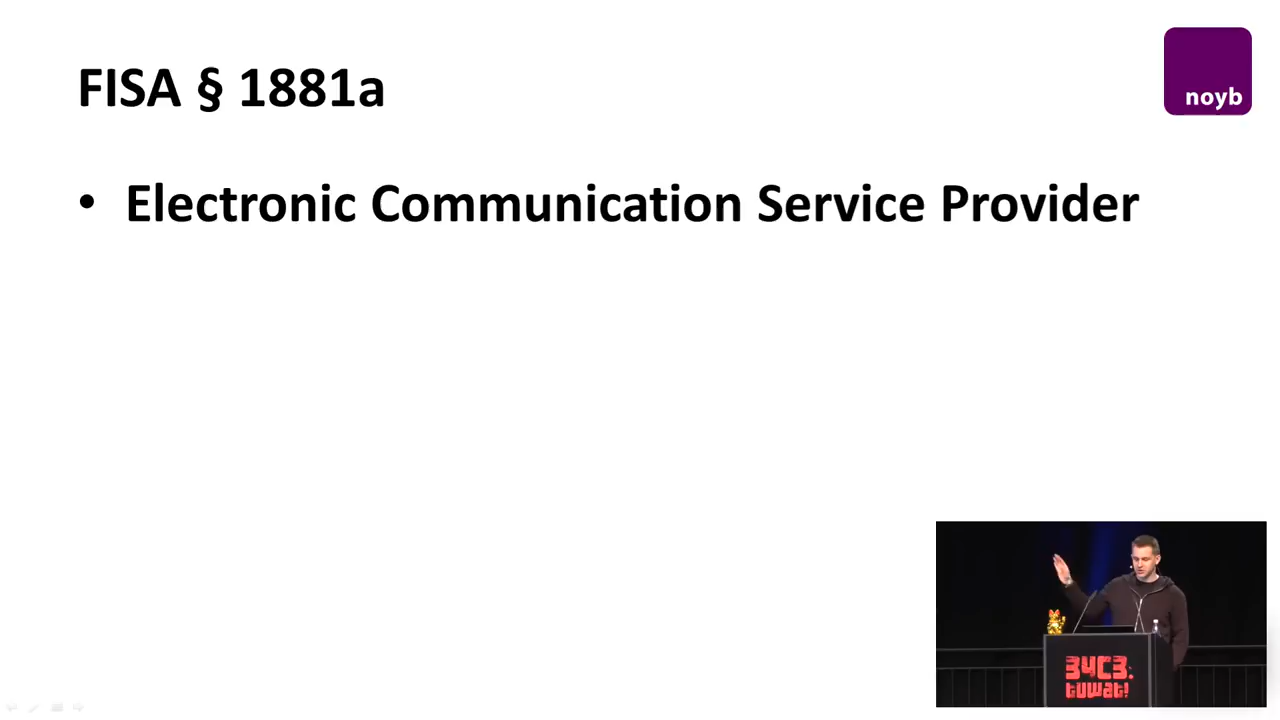 FISA § 1881a
noyb
• Electronic Communication Service Provider
34C3.
tuwat!